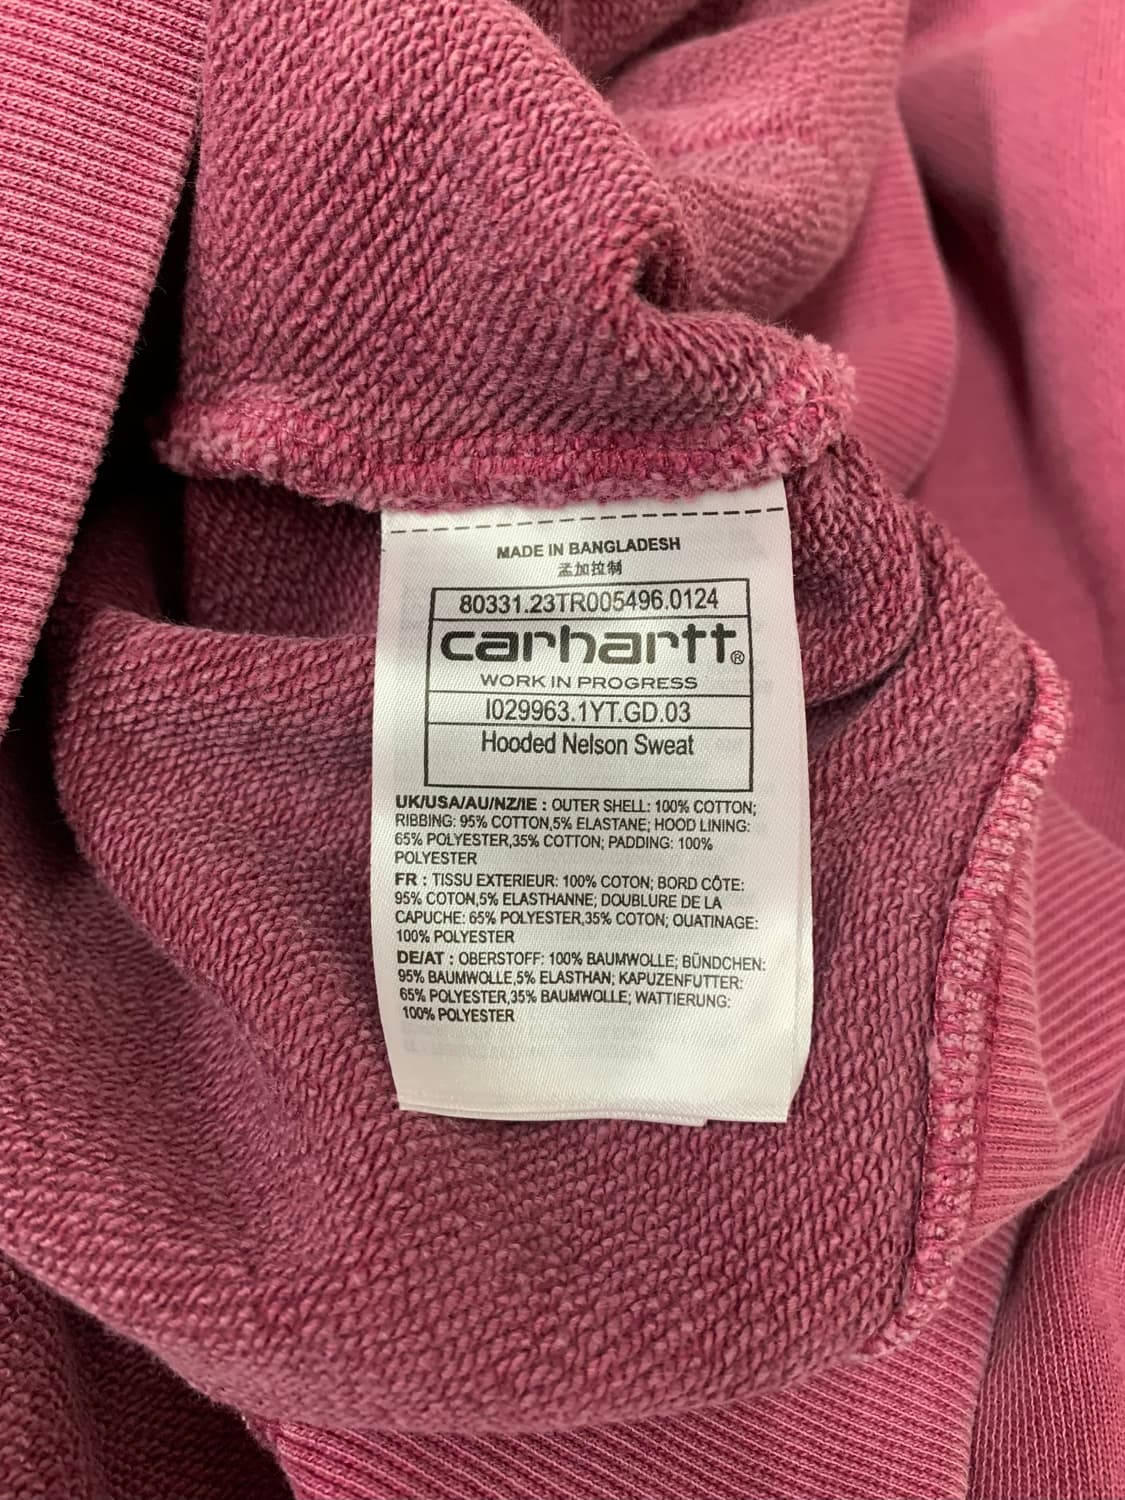 MADE IN BANGLADESH
孟加拉制
80331.23TR005496.0124
carhartt®
WORK IN PROGRESS
I029963.1YT.GD.03
Hooded Nelson Sweat
UK/USA/AU/NZ/IE : OUTER SHELL: 100% COTTON;
RIBBING: 95% COTTON,5% ELASTANE; HOOD LINING:
65% POLYESTER,35% COTTON; PADDING: 100%
POLYESTER
FR : TISSU EXTERIEUR: 100% COTON; BORD CÔTE:
95% COTON,5% ELASTHANNE; DOUBLURE DE LA
CAPUCHE: 65% POLYESTER,35% COTON; OUATINAGE:
100% POLYESTER
DE/AT : OBERSTOFF: 100% BAUMWOLLE; BÜNDCHEN:
95% BAUMWOLLE,5% ELASTHAN; KAPUZENFUTTER:
65% POLYESTER,35% BAUMWOLLE; WATTIERUNG:
100% POLYESTER